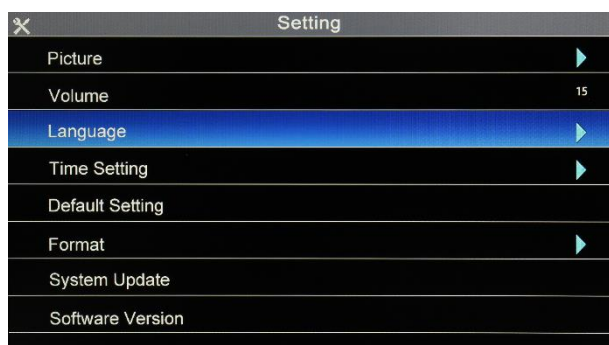 Setting
Picture
Volume 15
Language
Time Setting
Default Setting
Format
System Update
Software Version